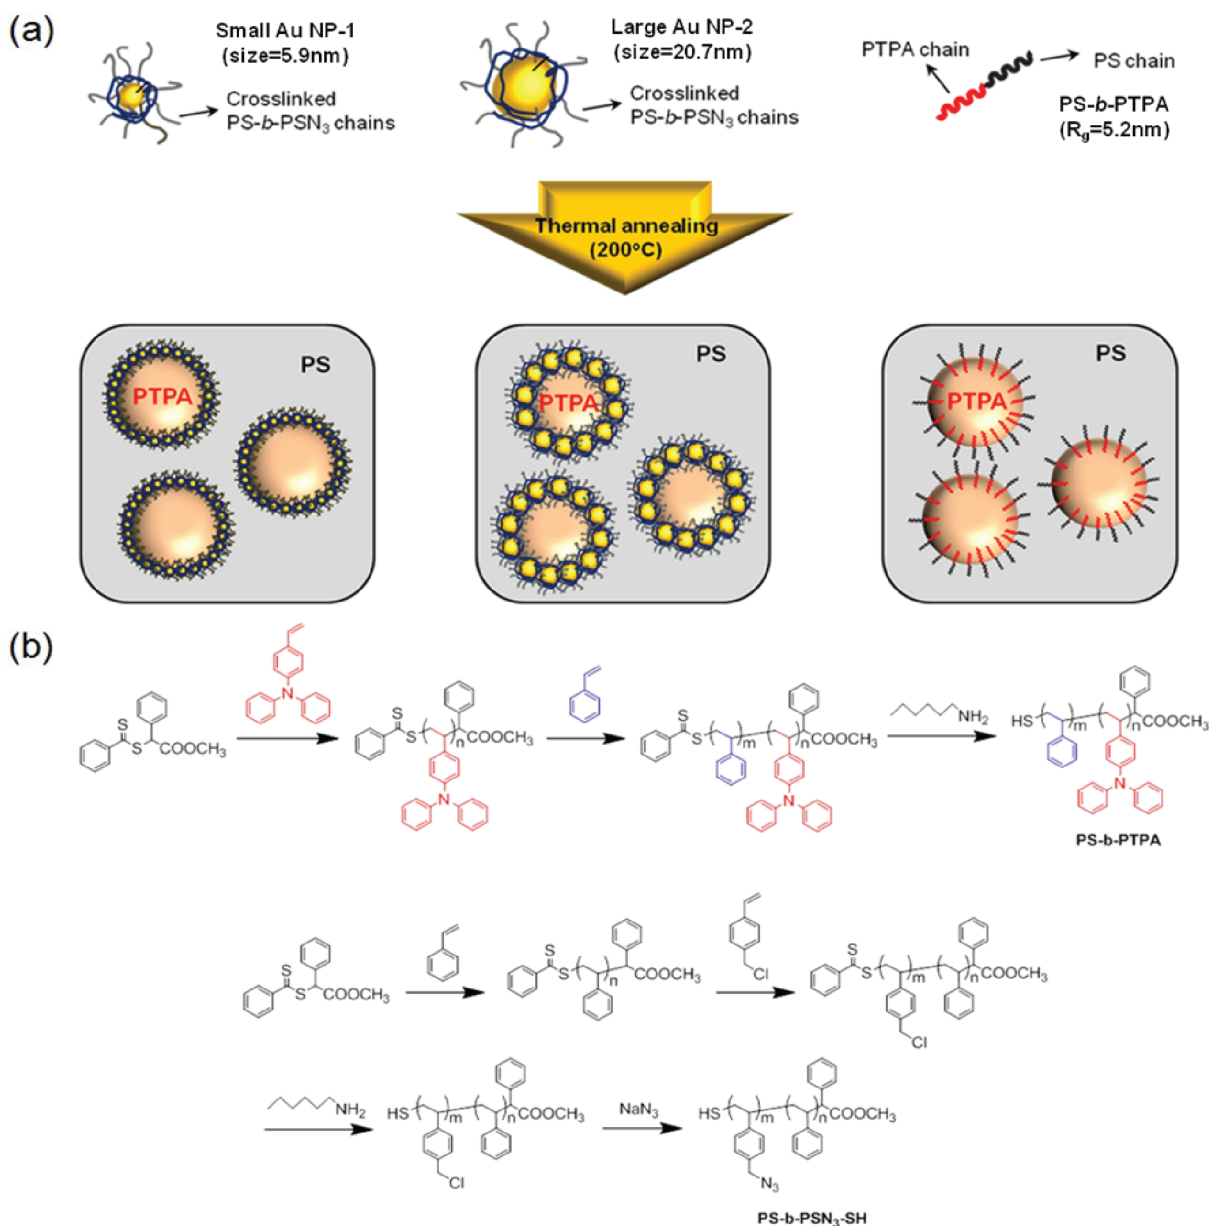 (a)
Small Au NP-1
(size=5.9nm)
Crosslinked
PS-b-PSN₃ chains
Large Au NP-2
(size=20.7nm)
Crosslinked
PS-b-PSN₃ chains
PTPA chain
PS chain
PS-b-PTPA
(Rg=5.2nm)
Thermal annealing
(200°C)
PS
PTPA
PS
PTPA
PS
PTPA
(b)
S
S
COOCH₃
N
S
S
n
COOCH₃
N
S
S
m
n
COOCH₃
N
NH₂
HS
m
n
COOCH₃
N
PS-b-PTPA
S
S
COOCH₃
S
S
n
COOCH₃
Cl
S
S
m
n
COOCH₃
Cl
NH₂
HS
m
n
COOCH₃
Cl
NaN₃
HS
m
n
COOCH₃
N₃
PS-b-PSN₃-SH